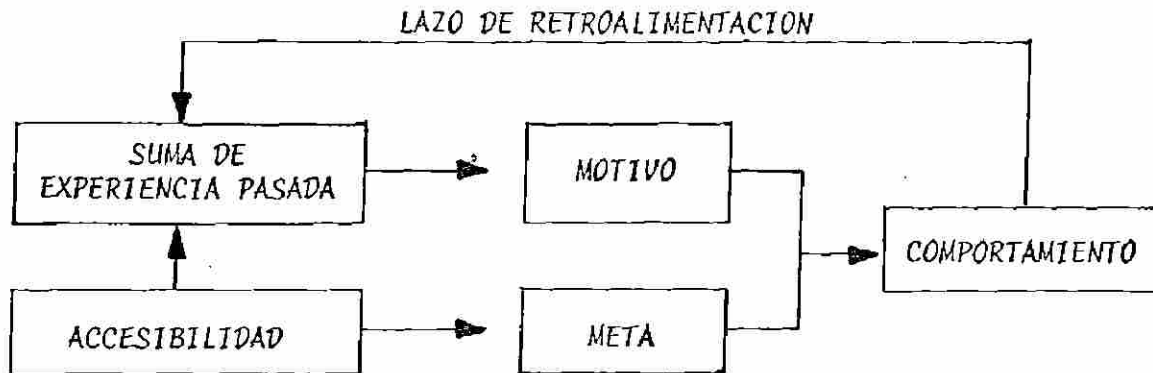 LAZO DE RETROALIMENTACION
SUMA DE
EXPERIENCIA PASADA
MOTIVO
COMPORTAMIENTO
ACCESIBILIDAD
META